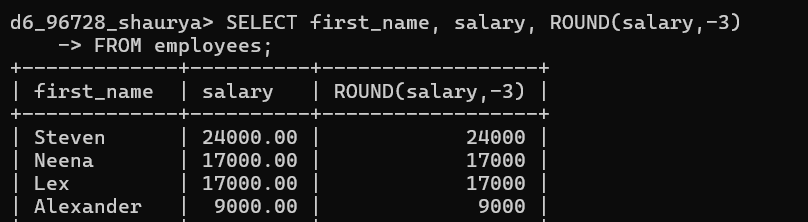 d6_96728_shaurya> SELECT first_name, salary, ROUND(salary,-3)
    -> FROM employees;
+-------------+----------+------------------+
| first_name  | salary   | ROUND(salary,-3) |
+-------------+----------+------------------+
| Steven      | 24000.00 |            24000 |
| Neena       | 17000.00 |            17000 |
| Lex         | 17000.00 |            17000 |
| Alexander   |  9000.00 |             9000 |